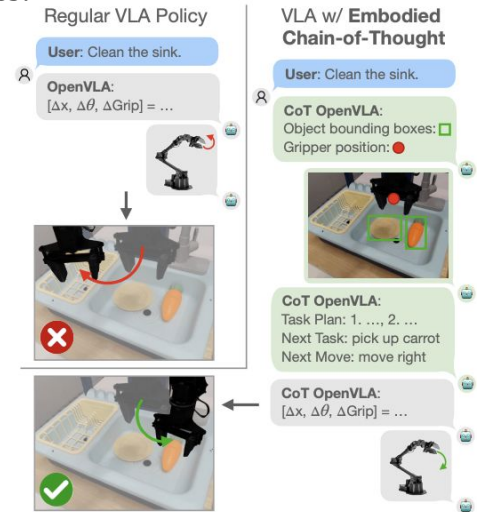 Regular VLA Policy
User: Clean the sink.
OpenVLA:
[Δx, Δθ, ΔGrip] = ...
VLA w/ Embodied
Chain-of-Thought
User: Clean the sink.
CoT OpenVLA:
Object bounding boxes:
Gripper position:
CoT OpenVLA:
Task Plan: 1. ..., 2. ...
Next Task: pick up carrot
Next Move: move right
CoT OpenVLA:
[Δx, Δθ, ΔGrip] = ...